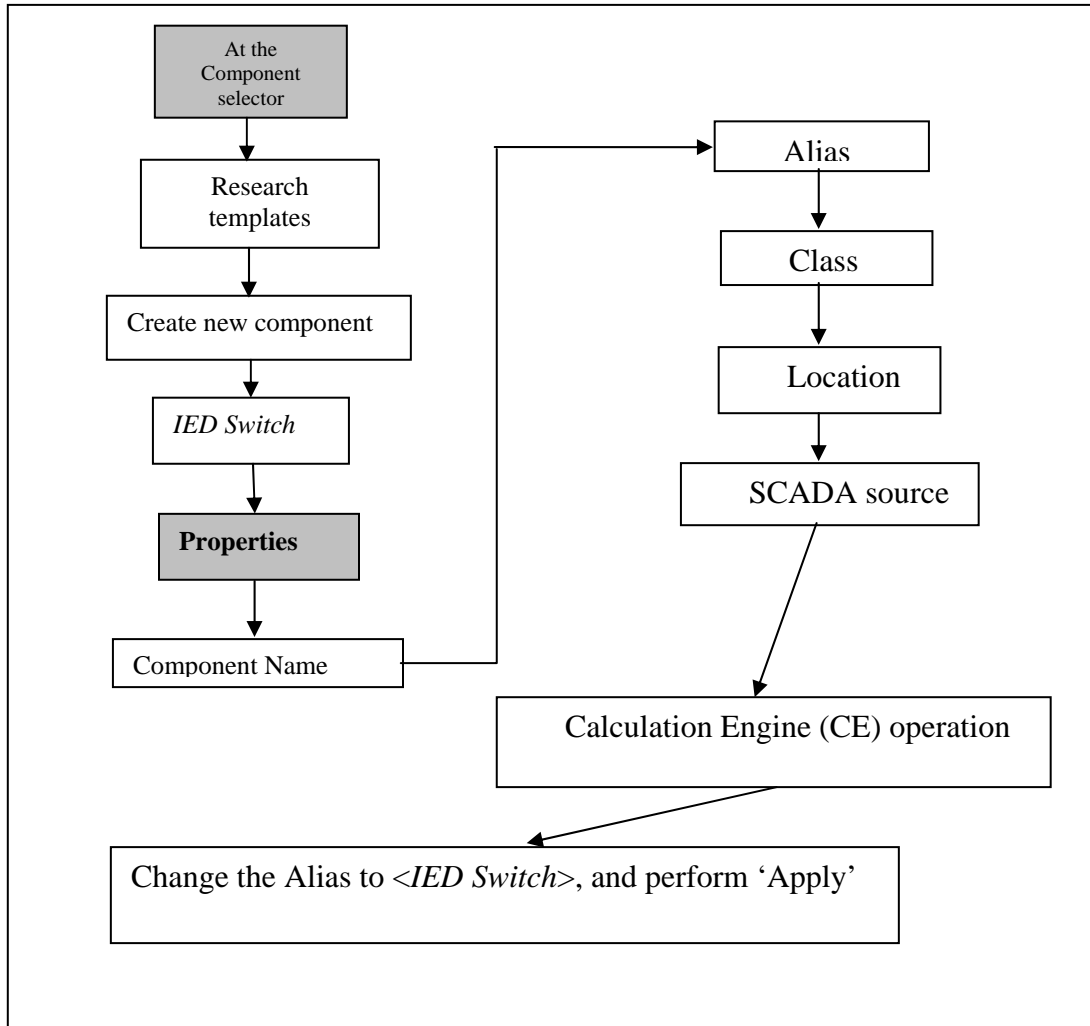 At the
Component
selector
Research
templates
Create new component
IED Switch
Properties
Component Name
Alias
Class
Location
SCADA source
Calculation Engine (CE) operation
Change the Alias to <IED Switch>, and perform ‘Apply’